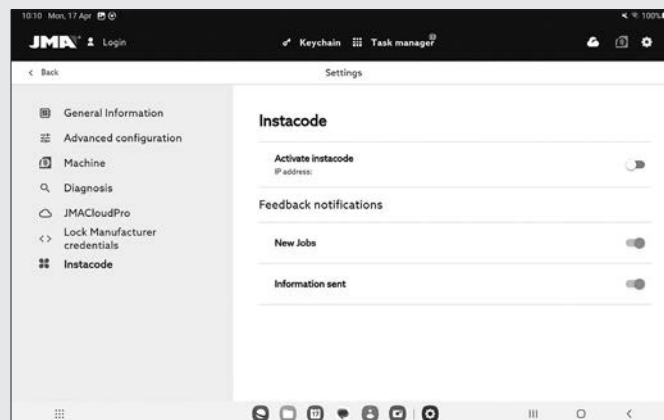 10:10 Mon, 17 Apr 100%
JMA Login Keychain Task manager
Back Settings
General Information
Advanced configuration
Machine
Diagnosis
JMACloudPro
Lock Manufacturer
credentials
Instacode
Instacode
Activate instacode
IP address:
Feedback notifications
New Jobs
Information sent
17